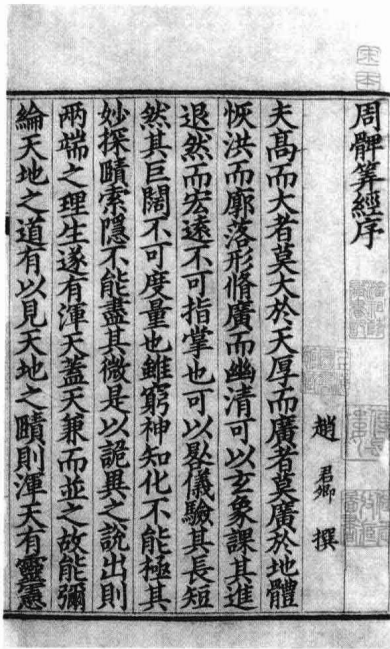 周髀筭經序
趙君卿撰
夫高而大者莫大於天厚而廣者莫廣於地體
恢洪而廓落形脩廣而幽清可以玄象課其進
退然而宏遠不可指掌也可以晷儀驗其長短
然其巨闊不可度量也雖窮神知化不能極其
妙探賾索隱不能盡其微是以詭異之説出則
兩端之理生遂有渾天蓋天兼而並之故能彌
綸天地之道有以見天地之賾則渾天有靈憲